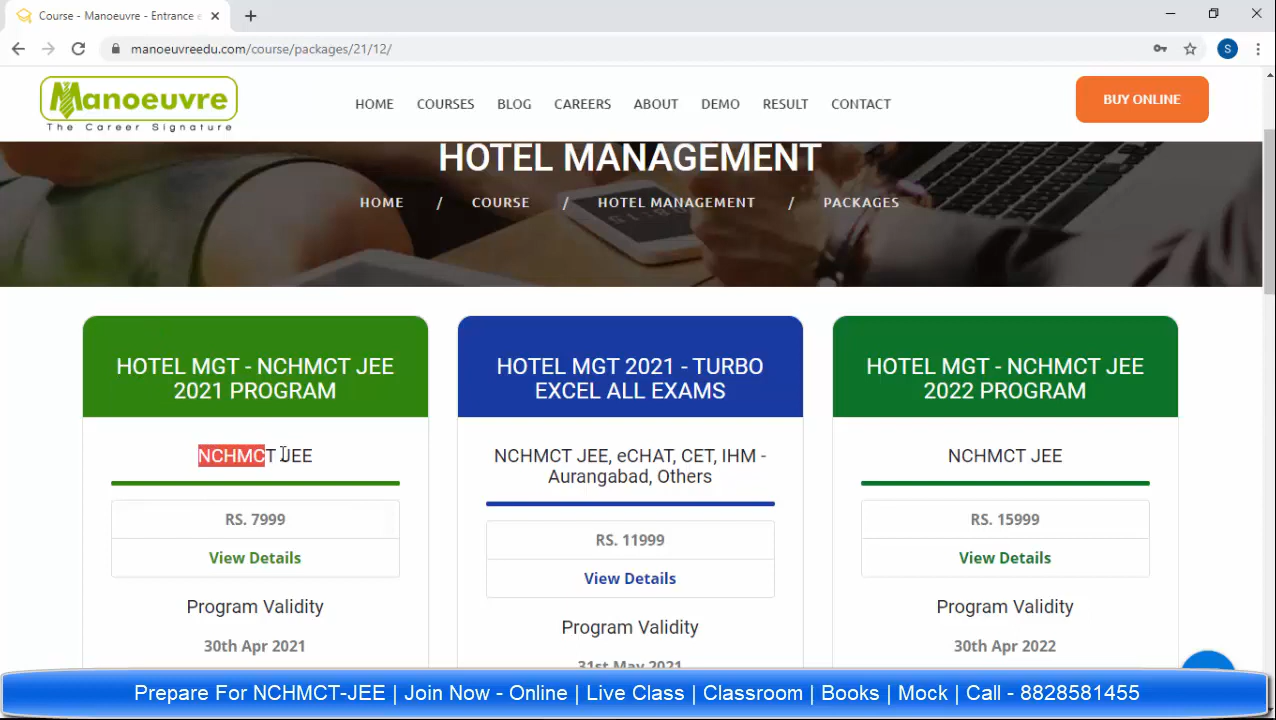 Course - Manoeuvre - Entrance e
manoeuvreedu.com/course/packages/21/12/
S
Manoeuvre
The Career Signature
HOME COURSES BLOG CAREERS ABOUT DEMO RESULT CONTACT
BUY ONLINE
HOTEL MANAGEMENT
HOME / COURSE / HOTEL MANAGEMENT / PACKAGES
HOTEL MGT - NCHMCT JEE
2021 PROGRAM
NCHMCT JEE
RS. 7999
View Details
Program Validity
30th Apr 2021
HOTEL MGT 2021 - TURBO
EXCEL ALL EXAMS
NCHMCT JEE, eCHAT, CET, IHM -
Aurangabad, Others
RS. 11999
View Details
Program Validity
31st May 2021
HOTEL MGT - NCHMCT JEE
2022 PROGRAM
NCHMCT JEE
RS. 15999
View Details
Program Validity
30th Apr 2022
Prepare For NCHMCT-JEE | Join Now - Online | Live Class | Classroom | Books | Mock | Call - 8828581455